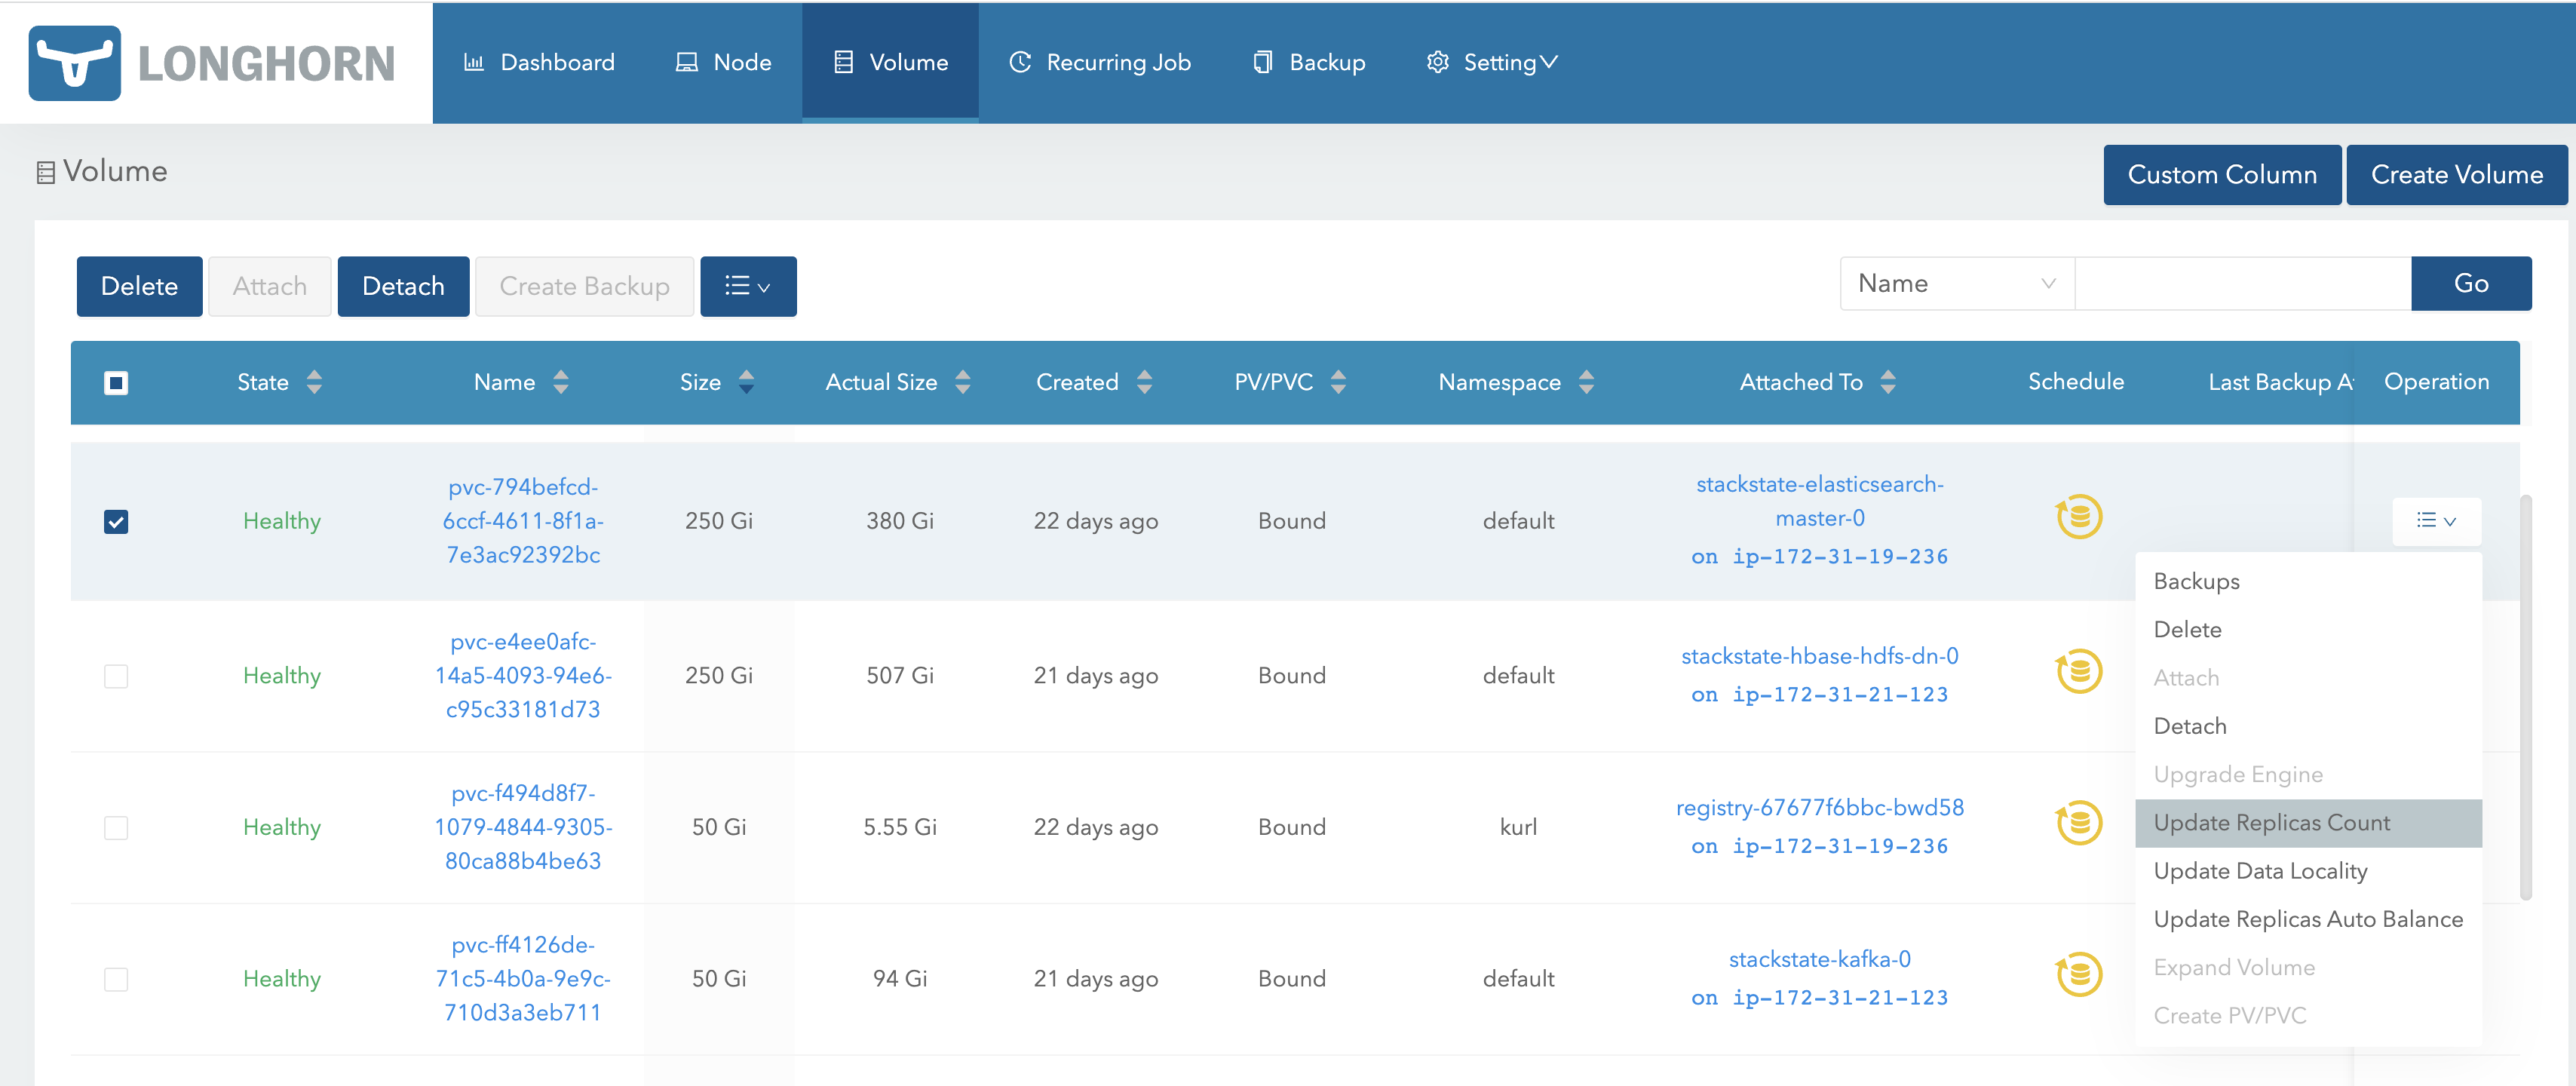 LONGHORN
Dashboard Node Volume Recurring Job Backup Setting
Volume
Custom Column Create Volume
Delete Attach Detach Create Backup
Name Go
State Name Size Actual Size Created PV/PVC Namespace Attached To Schedule Last Backup Operation
pvc-794befcd-
6ccf-4611-8f1a-
7e3ac92392bc
Healthy 250 Gi 380 Gi 22 days ago Bound default
stackstate-elasticsearch-
master-0
on ip-172-31-19-236
pvc-e4ee0afc-
14a5-4093-94e6-
c95c33181d73
Healthy 250 Gi 507 Gi 21 days ago Bound default
stackstate-hbase-hdfs-dn-0
on ip-172-31-21-123
pvc-f494d8f7-
1079-4844-9305-
80ca88b4be63
Healthy 50 Gi 5.55 Gi 22 days ago Bound kurl
registry-67677f6bbc-bwd58
on ip-172-31-19-236
pvc-ff4126de-
71c5-4b0a-9e9c-
710d3a3eb711
Healthy 50 Gi 94 Gi 21 days ago Bound default
stackstate-kafka-0
on ip-172-31-21-123
Backups
Delete
Attach
Detach
Upgrade Engine
Update Replicas Count
Update Data Locality
Update Replicas Auto Balance
Expand Volume
Create PV/PVC